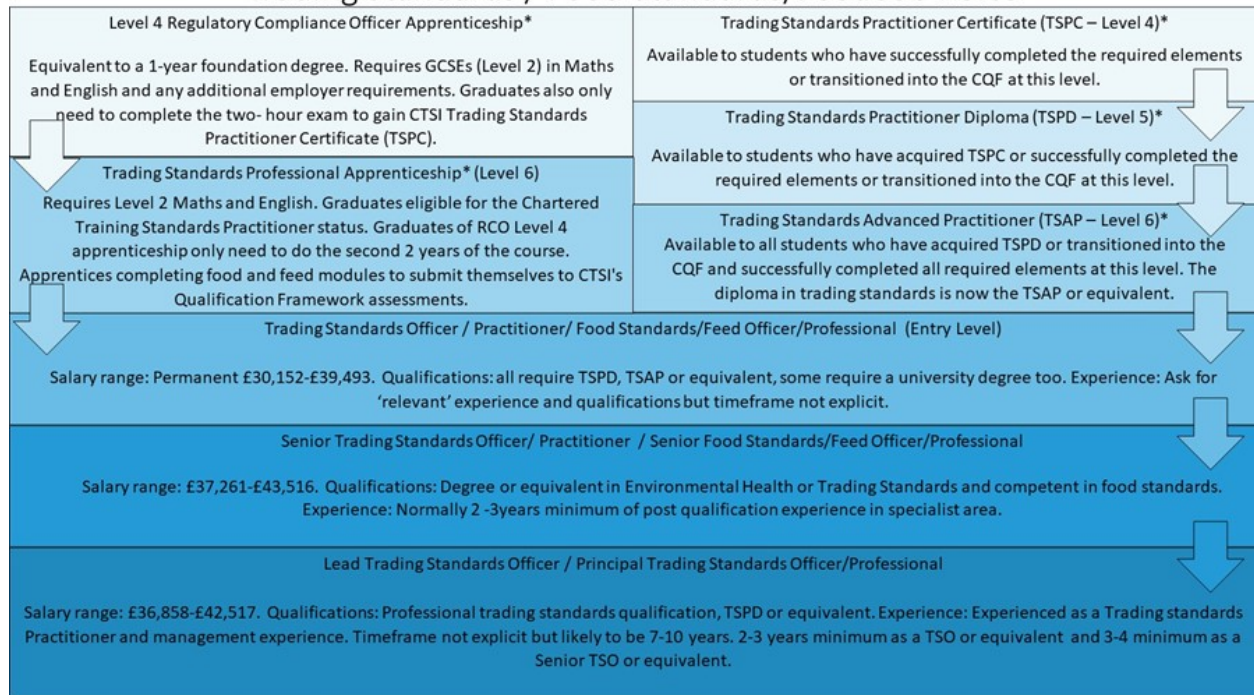 Level 4 Regulatory Compliance Officer Apprenticeship*
Equivalent to a 1-year foundation degree. Requires GCSEs (Level 2) in Maths
and English and any additional employer requirements. Graduates also only
need to complete the two- hour exam to gain CTSI Trading Standards
Practitioner Certificate (TSPC).
Trading Standards Professional Apprenticeship* (Level 6)
Requires Level 2 Maths and English. Graduates eligible for the Chartered
Training Standards Practitioner status. Graduates of RCO Level 4
apprenticeship only need to do the second 2 years of the course.
Apprentices completing food and feed modules to submit themselves to CTSI's
Qualification Framework assessments.
Trading Standards Practitioner Certificate (TSPC – Level 4)*
Available to students who have successfully completed the required elements
or transitioned into the CQF at this level.
Trading Standards Practitioner Diploma (TSPD – Level 5)*
Available to students who have acquired TSPC or successfully completed the
required elements or transitioned into the CQF at this level.
Trading Standards Advanced Practitioner (TSAP – Level 6)*
Available to all students who have acquired TSPD or transitioned into the
CQF and successfully completed all required elements at this level. The
diploma in trading standards is now the TSAP or equivalent.
Trading Standards Officer / Practitioner/ Food Standards/Feed Officer/Professional (Entry Level)
Salary range: Permanent £30,152-£39,493. Qualifications: all require TSPD, TSAP or equivalent, some require a university degree too. Experience: Ask for
‘relevant’ experience and qualifications but timeframe not explicit.
Senior Trading Standards Officer/ Practitioner / Senior Food Standards/Feed Officer/Professional
Salary range: £37,261-£43,516. Qualifications: Degree or equivalent in Environmental Health or Trading Standards and competent in food standards.
Experience: Normally 2 -3years minimum of post qualification experience in specialist area.
Lead Trading Standards Officer / Principal Trading Standards Officer/Professional
Salary range: £36,858-£42,517. Qualifications: Professional trading standards qualification, TSPD or equivalent. Experience: Experienced as a Trading standards
Practitioner and management experience. Timeframe not explicit but likely to be 7-10 years. 2-3 years minimum as a TSO or equivalent and 3-4 minimum as a
Senior TSO or equivalent.